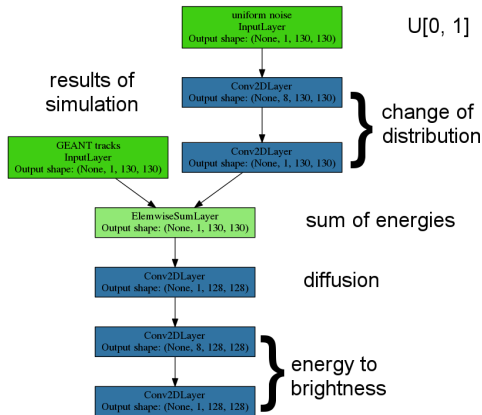 uniform noise
InputLayer
Output shape: (None, 1, 130, 130)
U[0, 1]
Conv2DLayer
Output shape: (None, 8, 130, 130)
results of
simulation
change of
distribution
Conv2DLayer
Output shape: (None, 1, 130, 130)
GEANT tracks
InputLayer
Output shape: (None, 1, 130, 130)
ElemwiseSumLayer
Output shape: (None, 1, 130, 130)
sum of energies
Conv2DLayer
Output shape: (None, 1, 128, 128)
diffusion
Conv2DLayer
Output shape: (None, 8, 128, 128)
energy to
brightness
Conv2DLayer
Output shape: (None, 1, 128, 128)